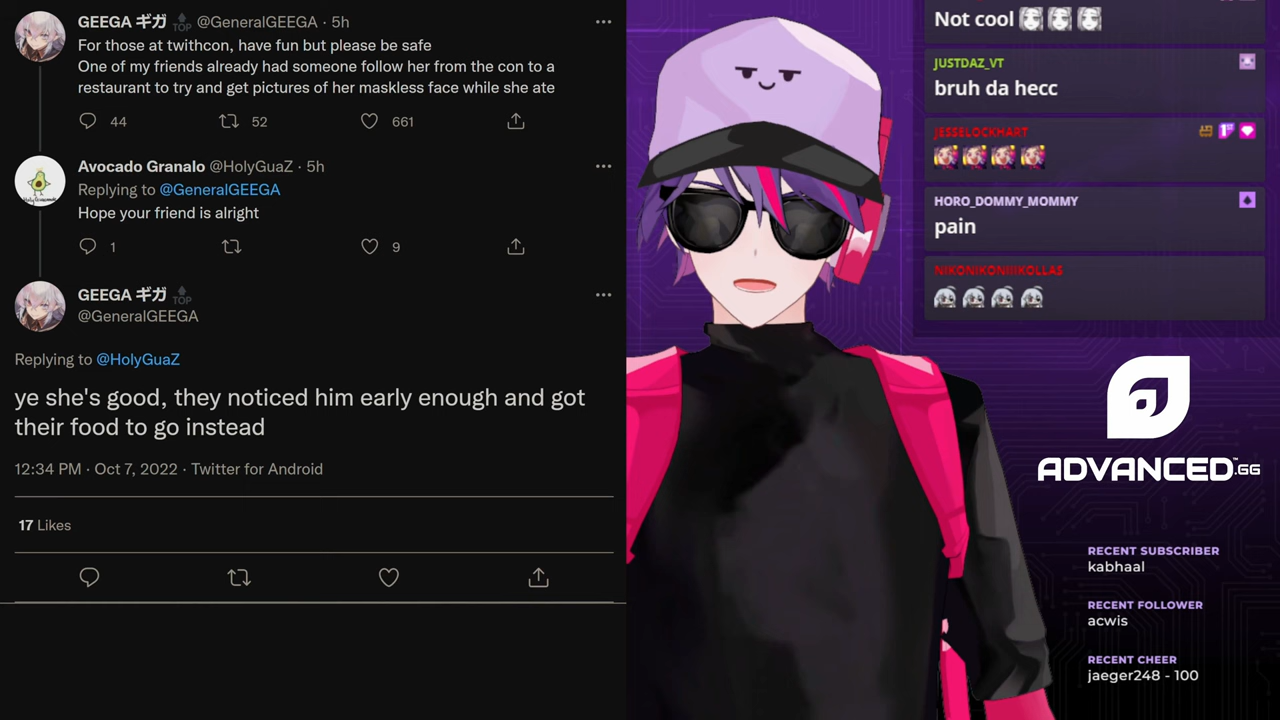 GEEGA ギガ TOP @GeneralGEEGA · 5h
For those at twithcon, have fun but please be safe
One of my friends already had someone follow her from the con to a
restaurant to try and get pictures of her maskless face while she ate
44 52 661
Avocado Granalo @HolyGuaZ · 5h
Replying to @GeneralGEEGA
Hope your friend is alright
1 9
GEEGA ギガ TOP
@GeneralGEEGA
Replying to @HolyGuaZ
ye she's good, they noticed him early enough and got
their food to go instead
12:34 PM · Oct 7, 2022 · Twitter for Android
17 Likes
Not cool
JUSTDAZ_VT
bruh da hecc
JESSELOCKHART
HORO_DOMMY_MOMMY
pain
NIKONIKONIIIKOLLAS
ADVANCED™.GG
RECENT SUBSCRIBER
kabhaal
RECENT FOLLOWER
acwis
RECENT CHEER
jaeger248 - 100